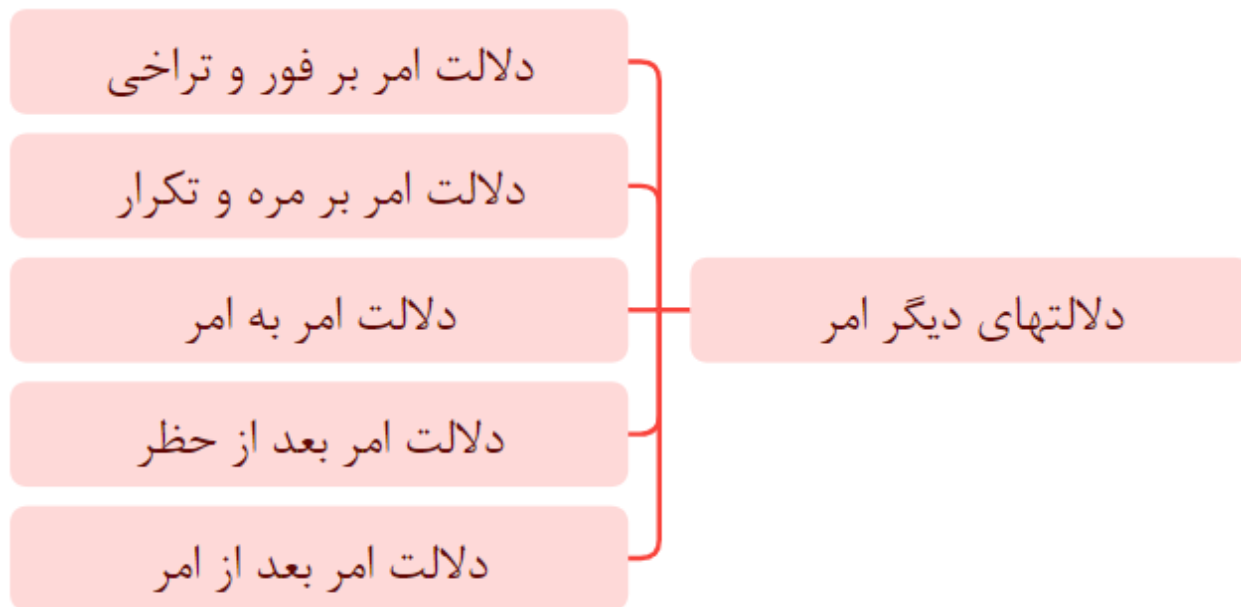 دلالتهای دیگر امر
دلالت امر بر فور و تراخی
دلالت امر بر مره و تکرار
دلالت امر به امر
دلالت امر بعد از حظر
دلالت امر بعد از امر